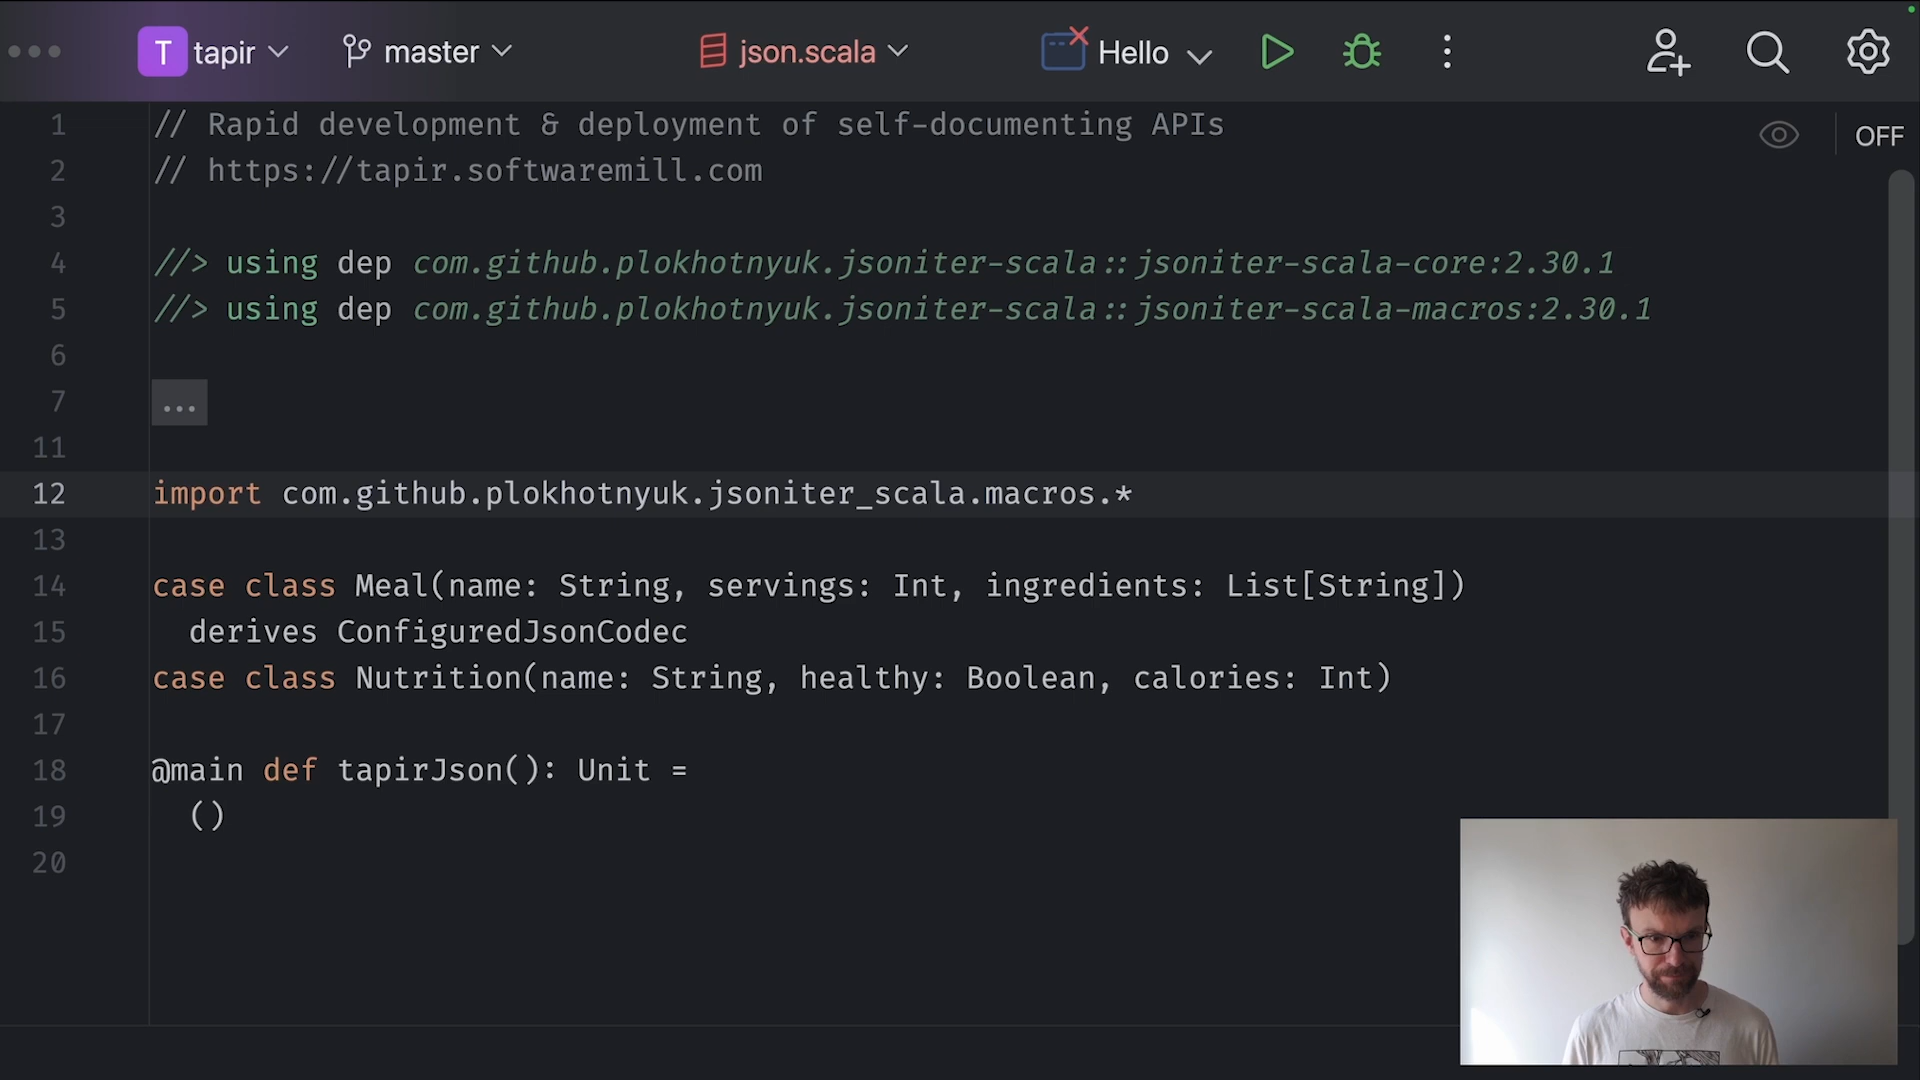 T tapir master json.scala Hello
OFF
1 // Rapid development & deployment of self-documenting APIs
2 // https://tapir.softwaremill.com
3
4 //> using dep com.github.plokhotnyuk.jsoniter-scala::jsoniter-scala-core:2.30.1
5 //> using dep com.github.plokhotnyuk.jsoniter-scala::jsoniter-scala-macros:2.30.1
6
7 ...
11
12 import com.github.plokhotnyuk.jsoniter_scala.macros.*
13
14 case class Meal(name: String, servings: Int, ingredients: List[String])
15 derives ConfiguredJsonCodec
16 case class Nutrition(name: String, healthy: Boolean, calories: Int)
17
18 @main def tapirJson(): Unit =
19 ()
20